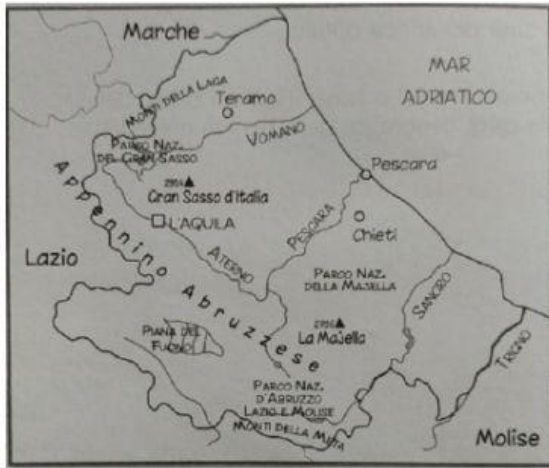 Marche
MAR
ADRIATICO
MONTI DELLA LAGA
Teramo
VOMANO
PARCO NAZ.
DEL GRAN SASSO
Pescara
Gran Sasso d'Italia
L'AQUILA
PESCARA
Chieti
ATERNO
Appennino Abruzzese
Lazio
PARCO NAZ.
DELLA MAJELLA
SANGRO
La Majella
PIANA DEL
FUCINO
TRIGNO
PARCO NAZ.
D'ABRUZZO
LAZIO E MOLISE
MONTI DELLA META
Molise